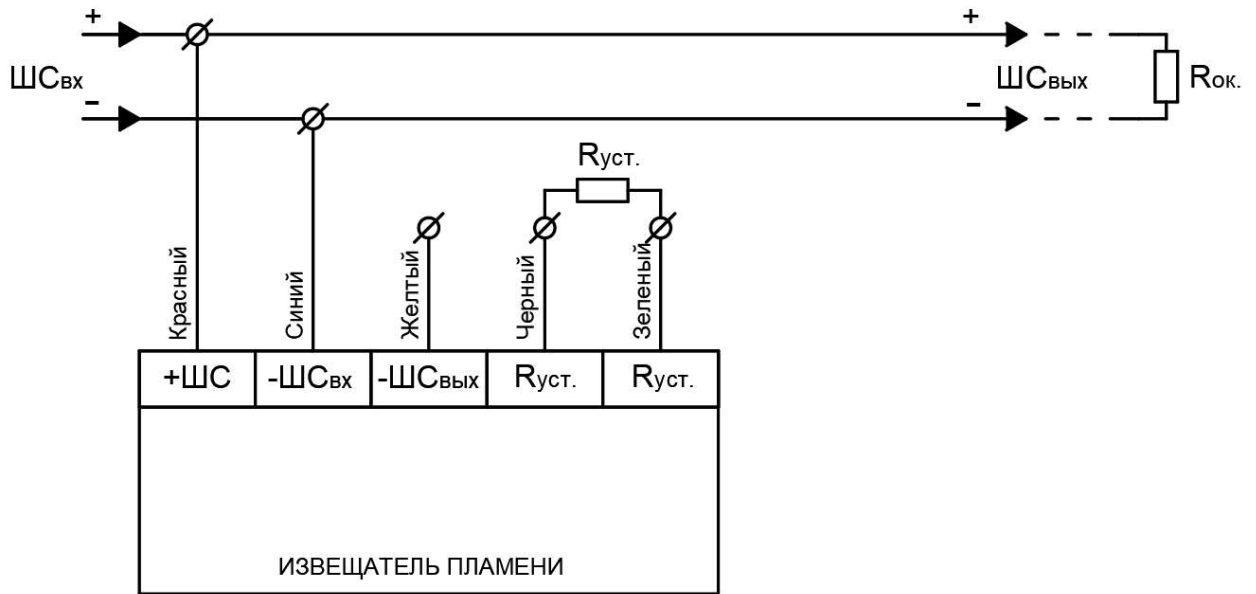 + +
ШСвх ШСвых Rок.
- -
Rуст.
Красный Синий Желтый Черный Зеленый
+ШС -ШСвх -ШСвых Rуст. Rуст.
ИЗВЕЩАТЕЛЬ ПЛАМЕНИ